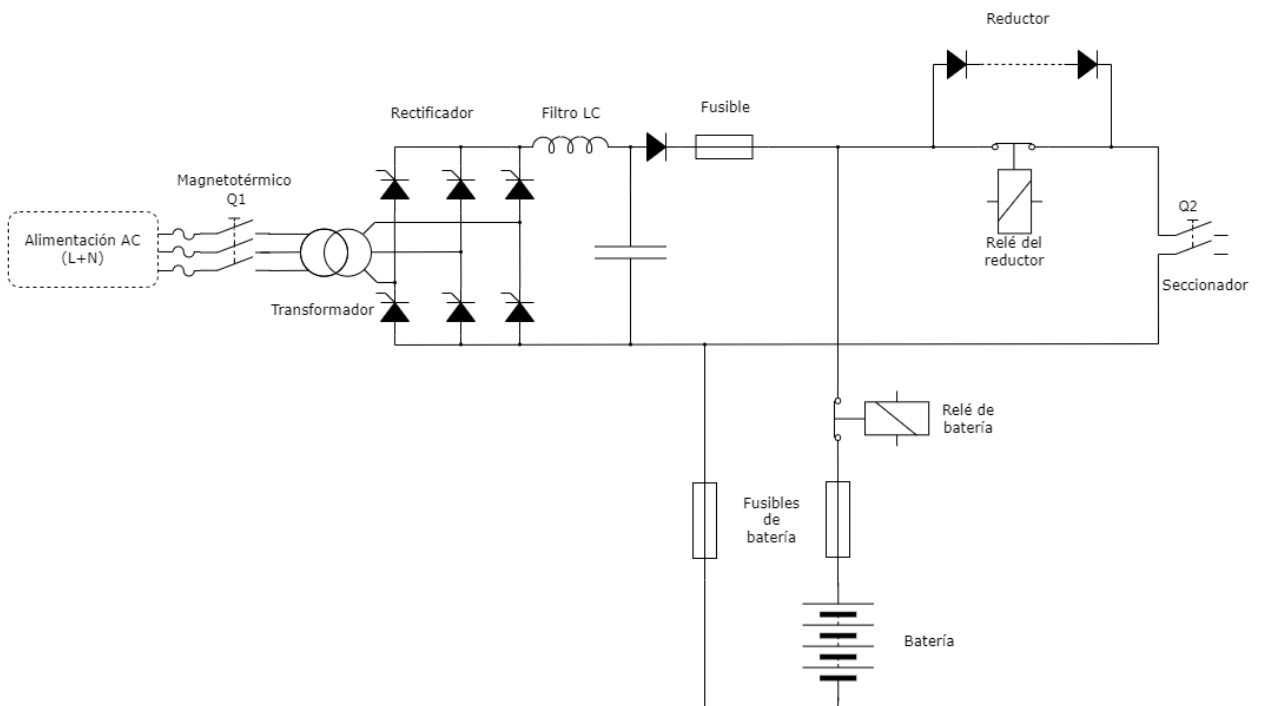 Reductor
Rectificador
Filtro LC
Fusible
Magnetotérmico
Q1
Alimentación AC
(L+N)
Transformador
Q2
Relé del
reductor
Seccionador
Relé de
batería
Fusibles
de
batería
Batería